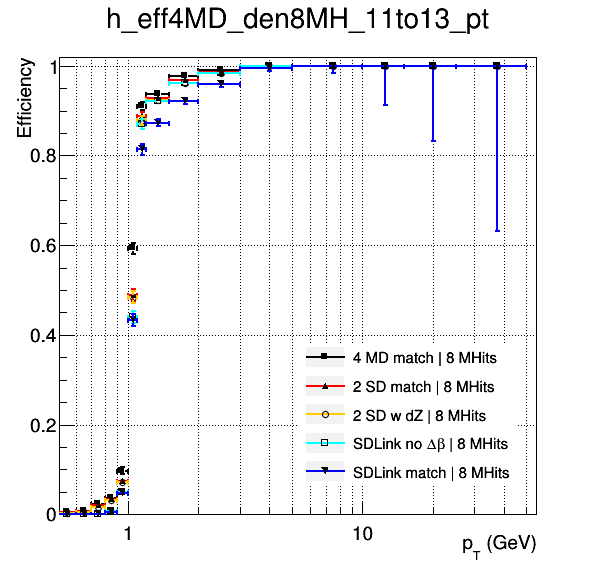 h_eff4MD_den8MH_11to13_pt
Efficiency
1
0.8
0.6
0.4
0.2
0
4 MD match | 8 MHits
2 SD match | 8 MHits
2 SD w dZ | 8 MHits
SDLink no Δβ | 8 MHits
SDLink match | 8 MHits
1 10
p_T (GeV)